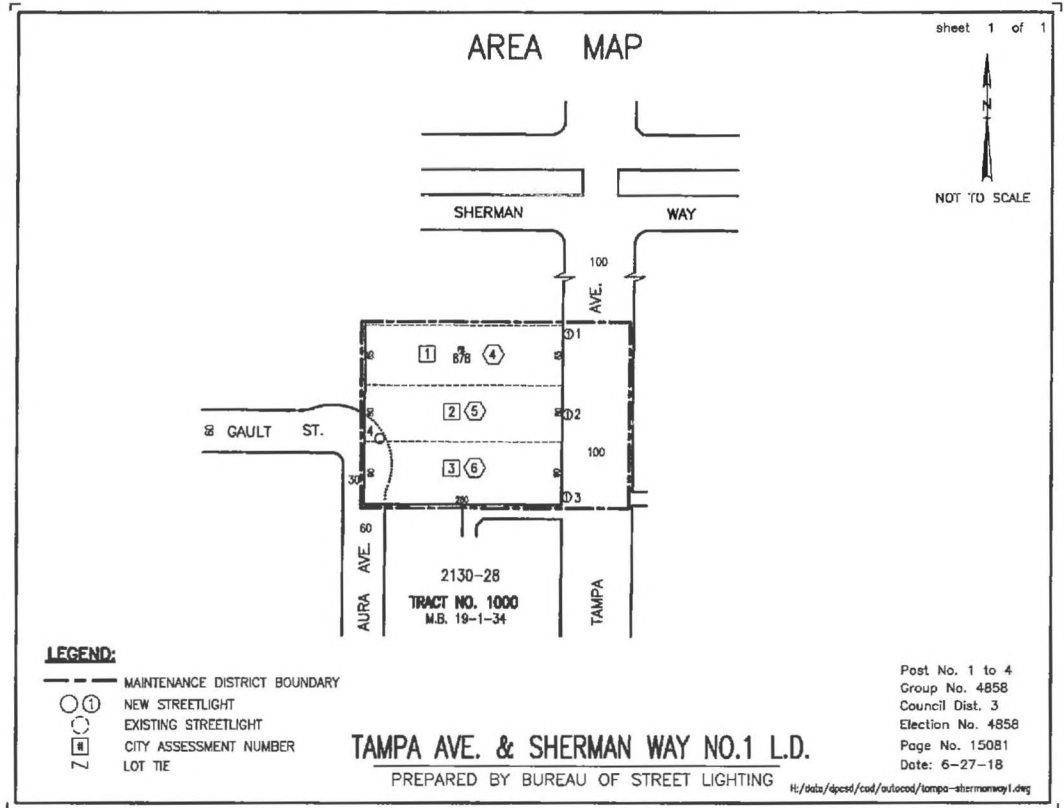 sheet 1 of 1
AREA MAP
N
NOT TO SCALE
SHERMAN WAY
100
AVE.
1
1 878 4
2 5
2
GAULT ST.
4
100
3 6
30
3
60
AURA AVE.
2130-28
TRACT NO. 1000
M.B. 19-1-34
TAMPA
LEGEND:
MAINTENANCE DISTRICT BOUNDARY
1 NEW STREETLIGHT
EXISTING STREETLIGHT
# CITY ASSESSMENT NUMBER
LOT TIE
TAMPA AVE. & SHERMAN WAY NO.1 L.D.
PREPARED BY BUREAU OF STREET LIGHTING
Post No. 1 to 4
Group No. 4858
Council Dist. 3
Election No. 4858
Page No. 15081
Date: 6-27-18